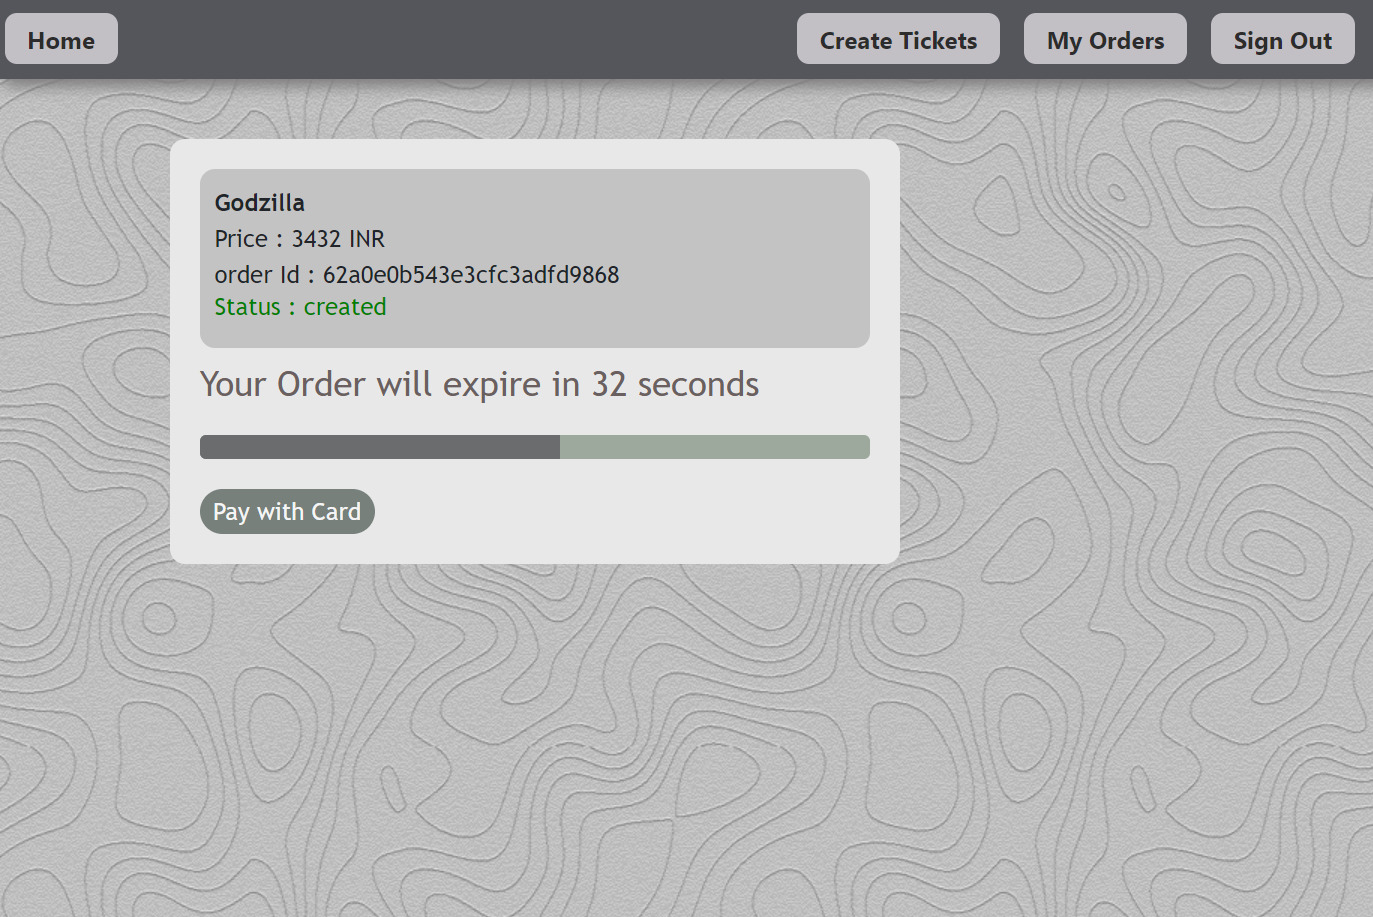 Home
Create Tickets
My Orders
Sign Out
Godzilla
Price : 3432 INR
order Id : 62a0e0b543e3cfc3adfd9868
Status : created
Your Order will expire in 32 seconds
Pay with Card